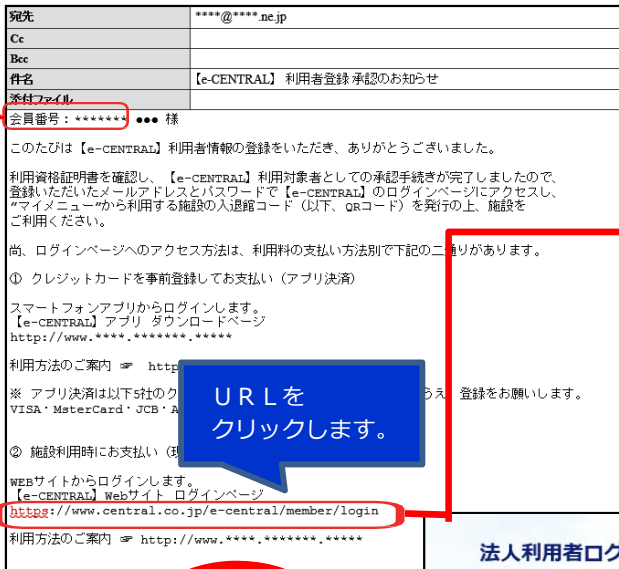 宛先 ****@****.ne.jp
Cc
Bcc
件名 【e-CENTRAL】 利用者登録 承認のお知らせ
添付ファイル
会員番号：******* ●●● 様
このたびは【e-CENTRAL】利用者情報の登録をいただき、ありがとうございました。
利用資格証明書を確認し、【e-CENTRAL】利用対象者としての承認手続きが完了しましたので、
登録いただいたメールアドレスとパスワードで【e-CENTRAL】のログインページにアクセスし、
"マイメニュー"から利用する施設の入退館コード（以下、QRコード）を発行の上、施設を
ご利用ください。
尚、ログインページへのアクセス方法は、利用料の支払い方法別で下記の二通りがあります。
① クレジットカードを事前登録してお支払い（アプリ決済）
スマートフォンアプリからログインします。
【e-CENTRAL】アプリ ダウンロードページ
http://www.****.*******.*****
利用方法のご案内 ☞ http
※ アプリ決済は以下5社のク
うえ、登録をお願いします。
VISA・MsterCard・JCB・A
URLを
クリックします。
② 施設利用時にお支払い（現
WEBサイトからログインします。
【e-CENTRAL】Webサイト ログインページ
https://www.central.co.jp/e-central/member/login
利用方法のご案内 ☞ http://www.****.*******.*****
法人利用者ログ